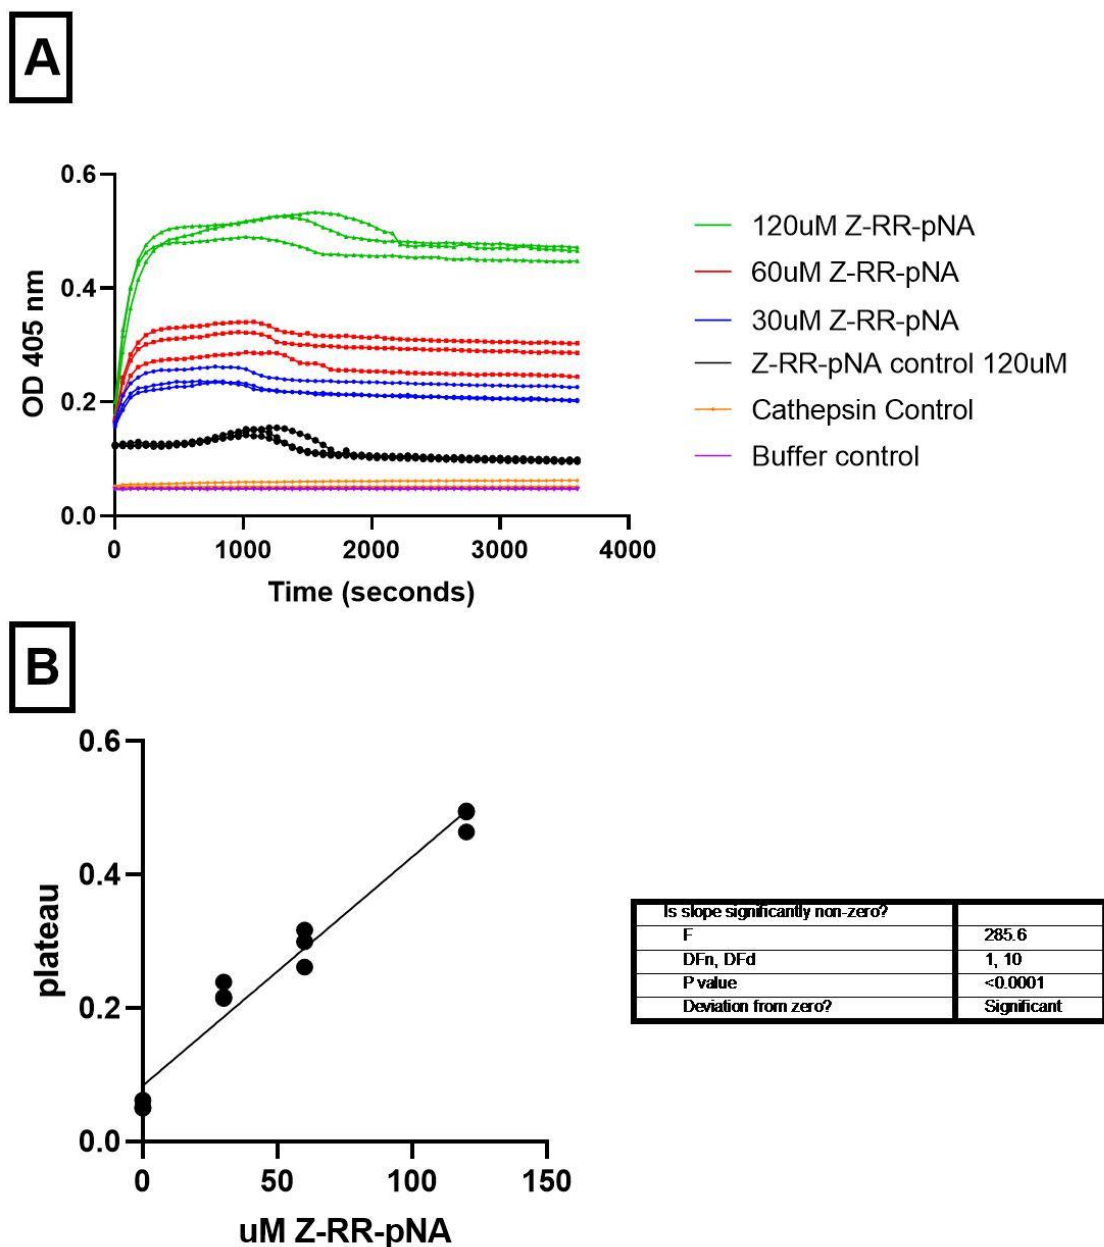 A
0.6
0.4
0.2
0.0
OD 405 nm
0 1000 2000 3000 4000
Time (seconds)
120uM Z-RR-pNA
60uM Z-RR-pNA
30uM Z-RR-pNA
Z-RR-pNA control 120uM
Cathepsin Control
Buffer control
B
0.6
0.4
0.2
0.0
plateau
0 50 100 150
uM Z-RR-pNA
Is slope significantly non-zero?
F 285.6
DFn, DFd 1, 10
P value <0.0001
Deviation from zero? Significant